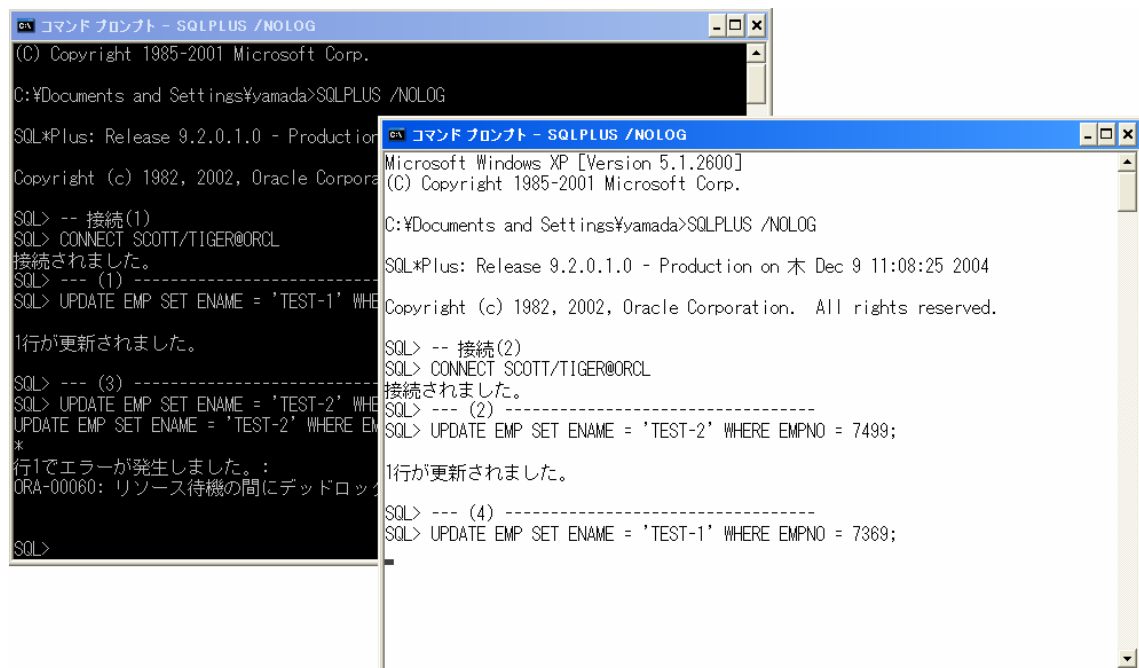 コマンド プロンプト - SQLPLUS /NOLOG
(C) Copyright 1985-2001 Microsoft Corp.
C:¥Documents and Settings¥yamada>SQLPLUS /NOLOG
SQL*Plus: Release 9.2.0.1.0 - Production
Copyright (c) 1982, 2002, Oracle
SQL> -- 接続(1)
SQL> CONNECT SCOTT/TIGER@ORCL
接続されました。
SQL> --- (1) ---------------------------
SQL> UPDATE EMP SET ENAME = 'TEST-1'
1行が更新されました。
SQL> --- (3) ---------------------------
SQL> UPDATE EMP SET ENAME = 'TEST-2'
UPDATE EMP SET ENAME = 'TEST-2' WHERE
*
行1でエラーが発生しました。:
ORA-00060: リソース待機の間にデッドロック
SQL>
コマンド プロンプト - SQLPLUS /NOLOG
Microsoft Windows XP [Version 5.1.2600]
(C) Copyright 1985-2001 Microsoft Corp.
C:¥Documents and Settings¥yamada>SQLPLUS /NOLOG
SQL*Plus: Release 9.2.0.1.0 - Production on 木 Dec 9 11:08:25 2004
Copyright (c) 1982, 2002, Oracle Corporation.  All rights reserved.
SQL> -- 接続(2)
SQL> CONNECT SCOTT/TIGER@ORCL
接続されました。
SQL> --- (2) ----------------------------------
SQL> UPDATE EMP SET ENAME = 'TEST-2' WHERE EMPNO = 7499;
1行が更新されました。
SQL> --- (4) ----------------------------------
SQL> UPDATE EMP SET ENAME = 'TEST-1' WHERE EMPNO = 7369;